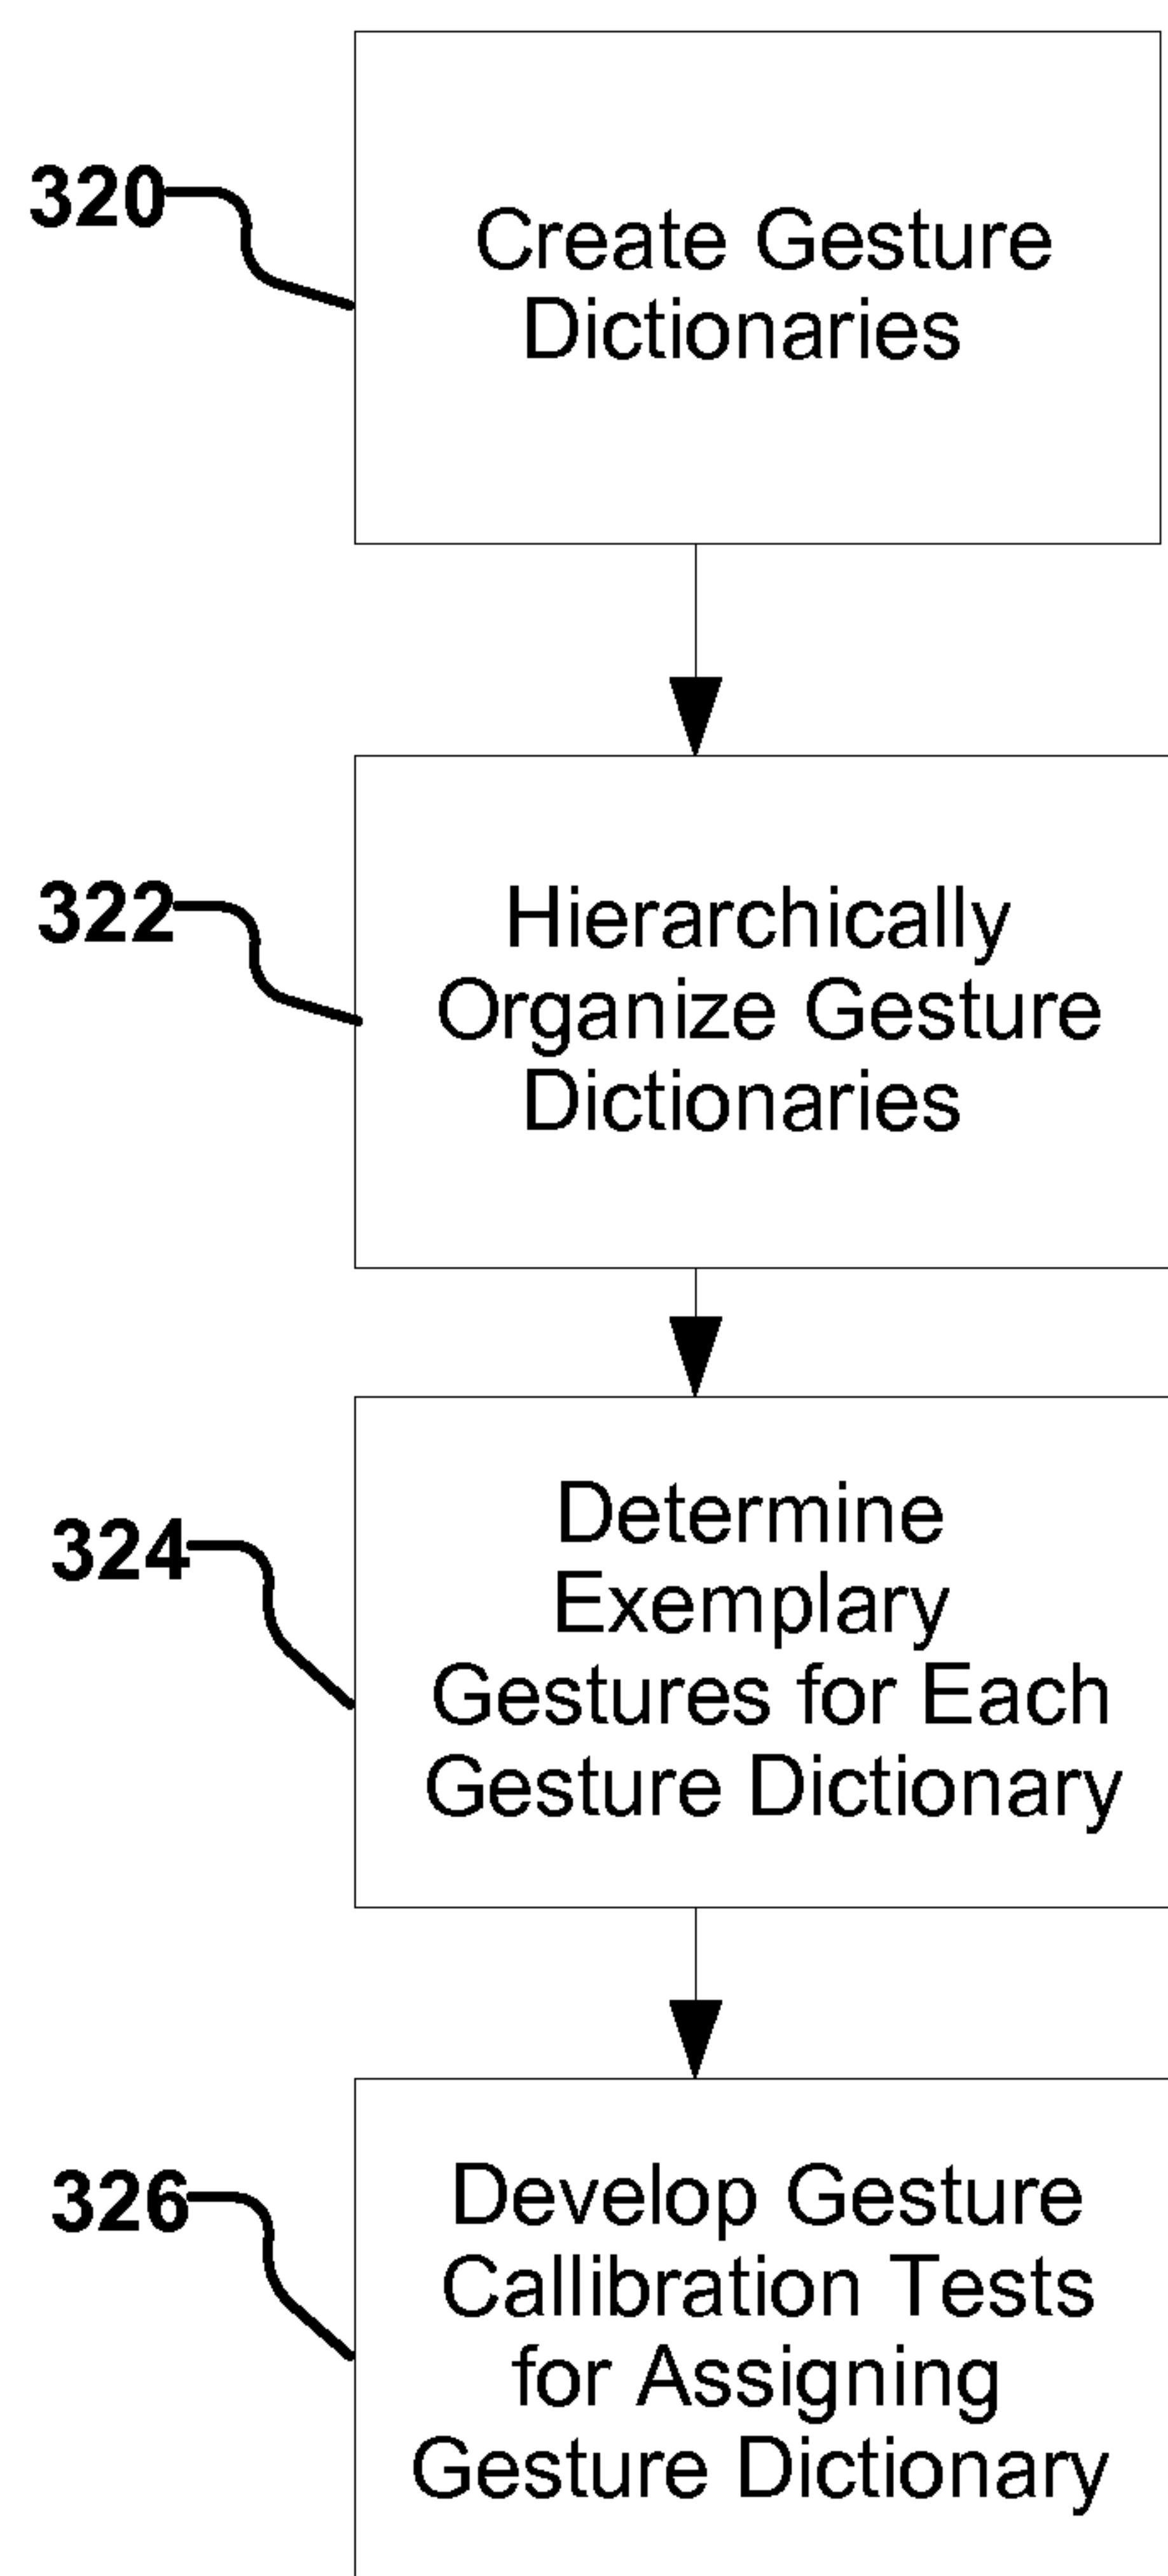 320
Create Gesture
Dictionaries
322
Hierarchically
Organize Gesture
Dictionaries
324
Determine
Exemplary
Gestures for Each
Gesture Dictionary
326
Develop Gesture
Callibration Tests
for Assigning
Gesture Dictionary